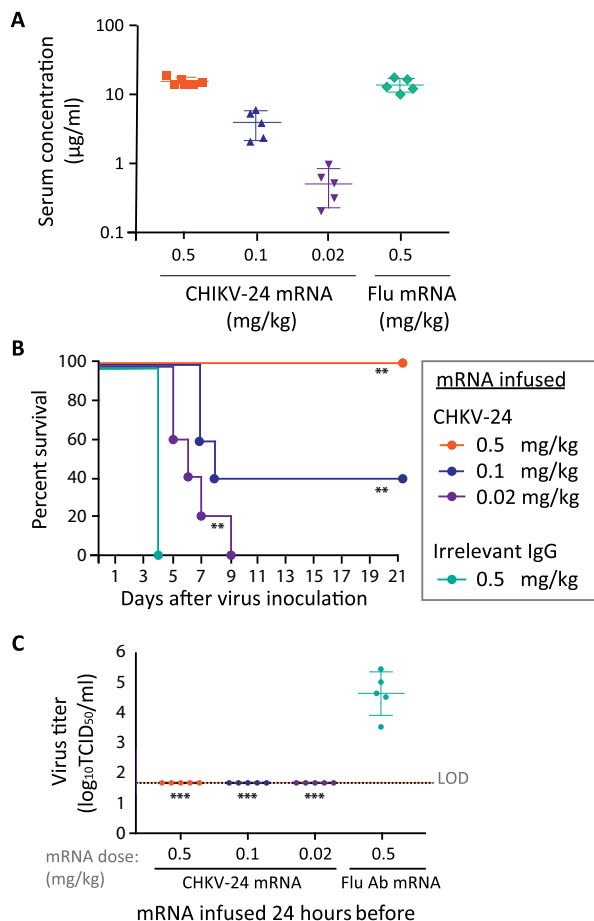 A
Serum concentration
(µg/ml)
100
10
1
0.1
0.5 0.1 0.02 0.5
CHIKV-24 mRNA Flu mRNA
(mg/kg) (mg/kg)
B
Percent survival
100
80
60
40
20
0
**
**
**
1 3 5 7 9 11 13 15 17 19 21
Days after virus inoculation
mRNA infused
CHKV-24
0.5 mg/kg
0.1 mg/kg
0.02 mg/kg
Irrelevant IgG
0.5 mg/kg
C
Virus titer
(log₁₀TCID₅₀/ml)
6
5
4
3
2
1
0
LOD
*** *** ***
mRNA dose: 0.5 0.1 0.02 0.5
(mg/kg) CHKV-24 mRNA Flu Ab mRNA
mRNA infused 24 hours before